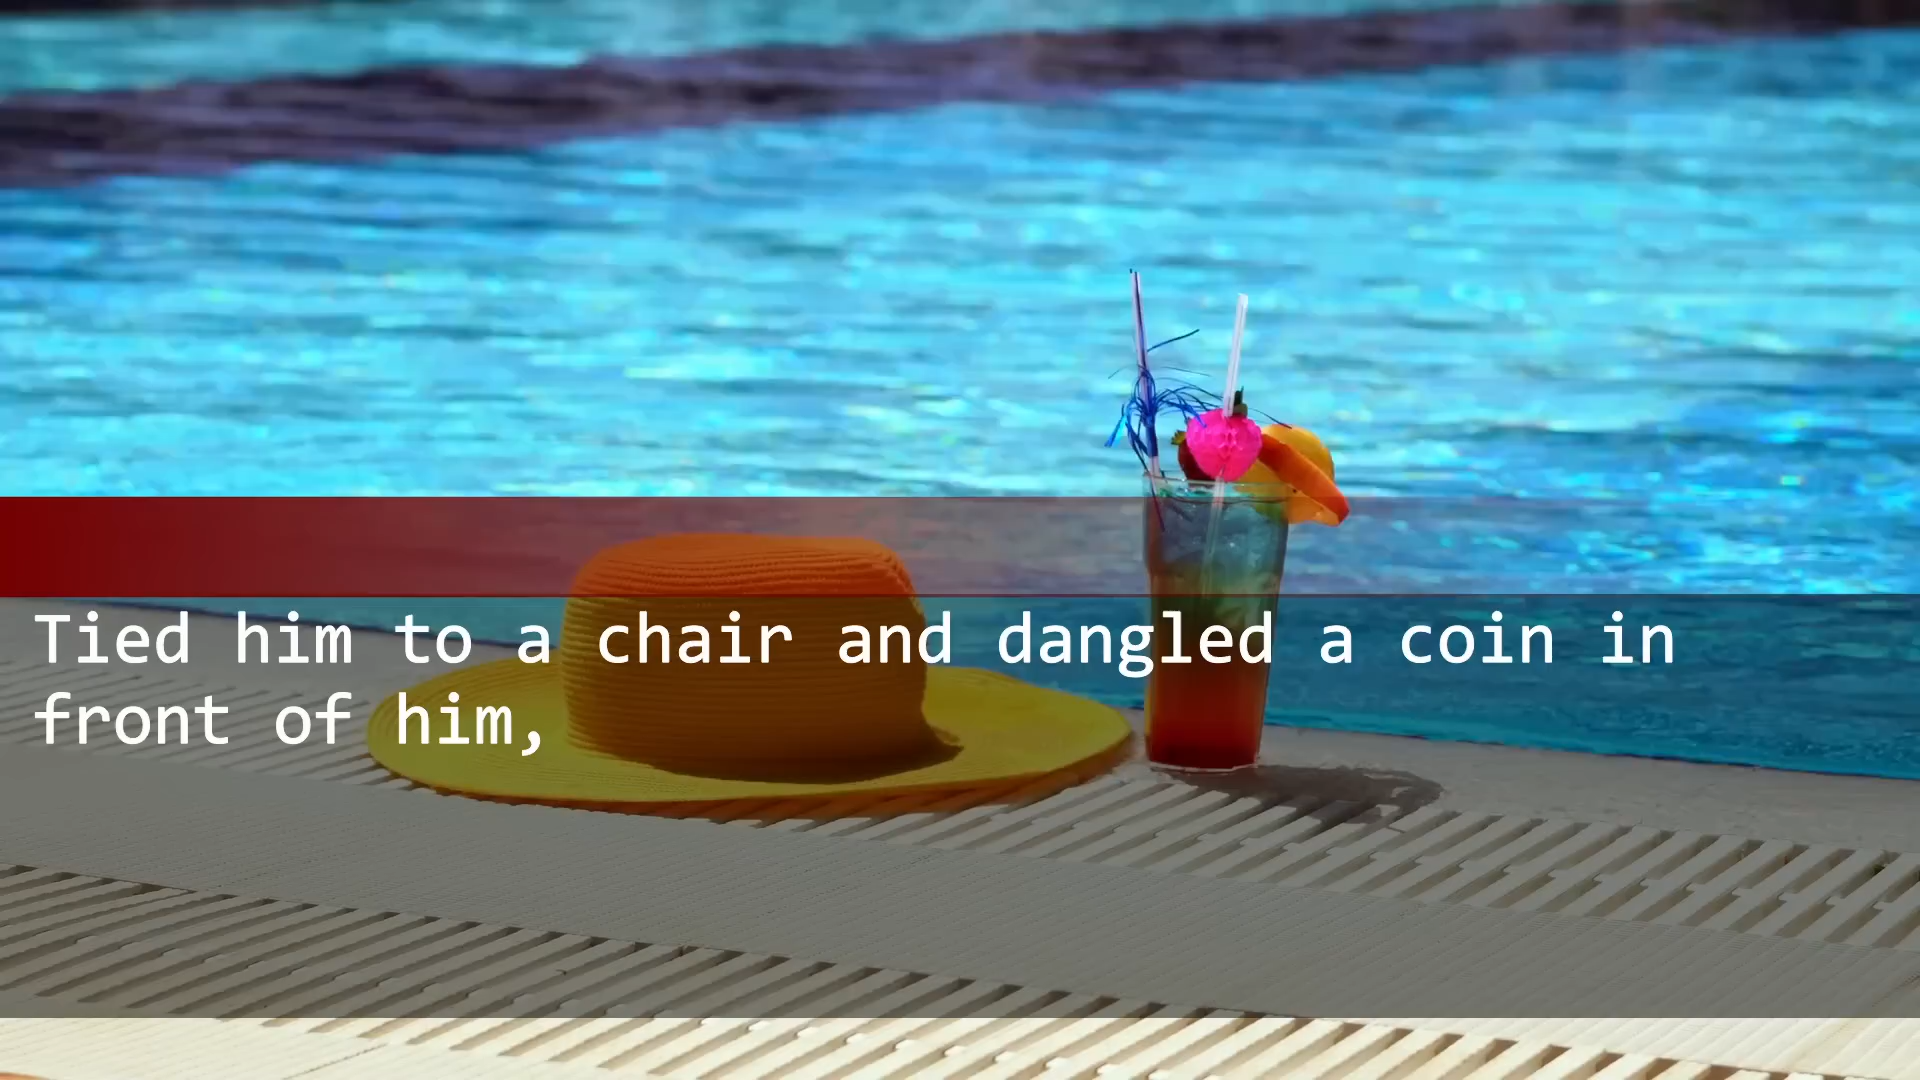 Tied him to a chair and dangled a coin in
front of him,